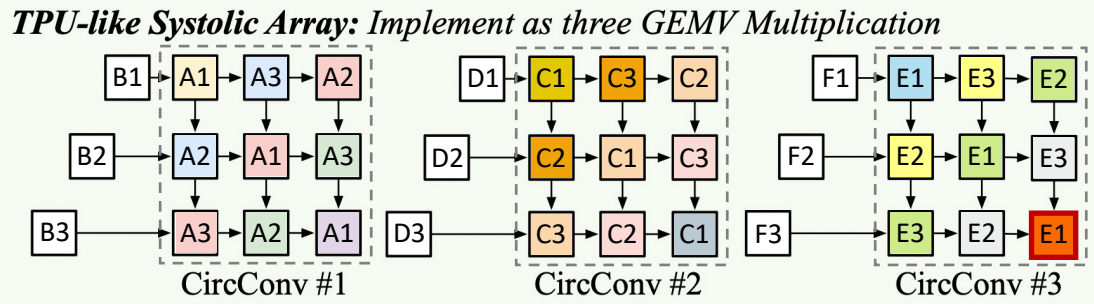 TPU-like Systolic Array: Implement as three GEMV Multiplication
B1 A1 A3 A2 D1 C1 C3 C2 F1 E1 E3 E2
B2 A2 A1 A3 D2 C2 C1 C3 F2 E2 E1 E3
B3 A3 A2 A1 D3 C3 C2 C1 F3 E3 E2 E1
CircConv #1 CircConv #2 CircConv #3